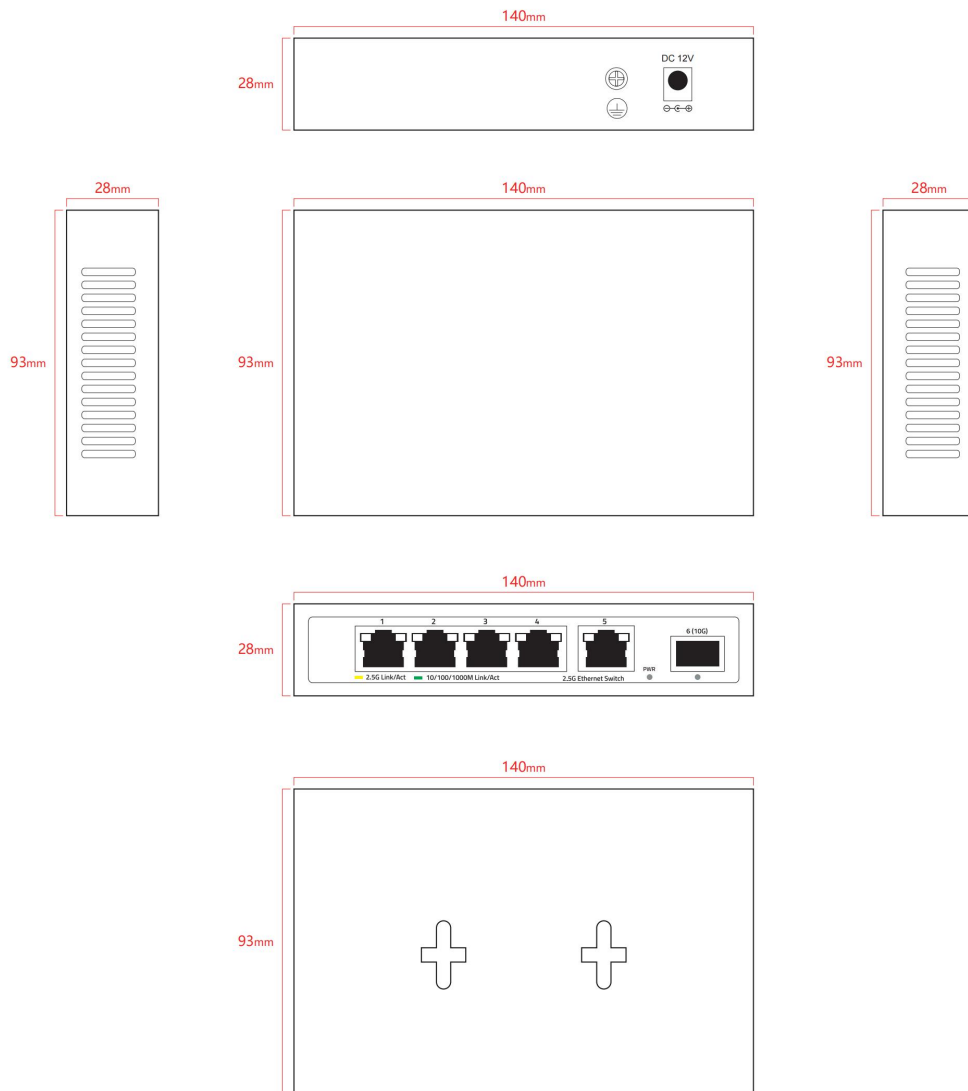 140mm
28mm
DC 12V
28mm
140mm
28mm
93mm
93mm
93mm
140mm
28mm
1 2 3 4 5 6 (10G)
2.5G Link/Act 10/100/1000M Link/Act 2.5G Ethernet Switch PWR
140mm
93mm